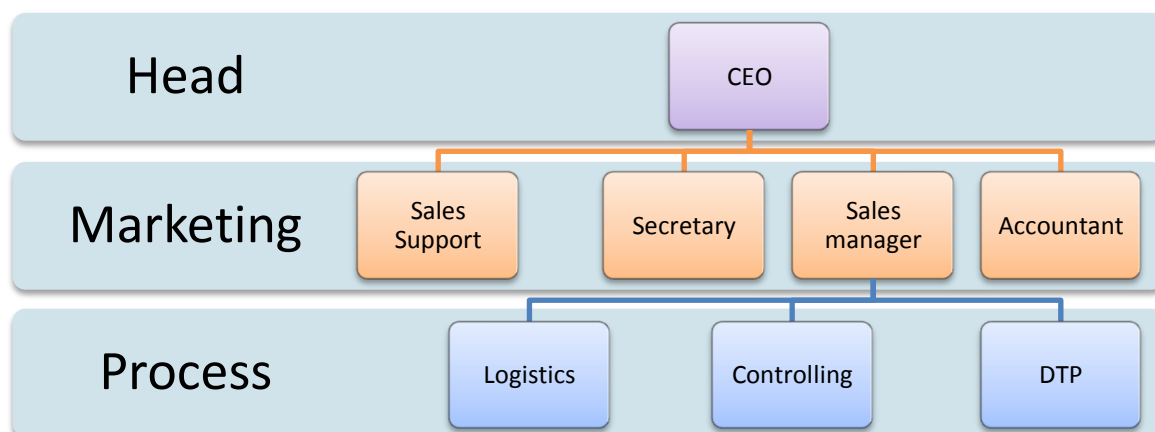 Head
CEO
Marketing
Sales
Support
Secretary
Sales
manager
Accountant
Process
Logistics
Controlling
DTP